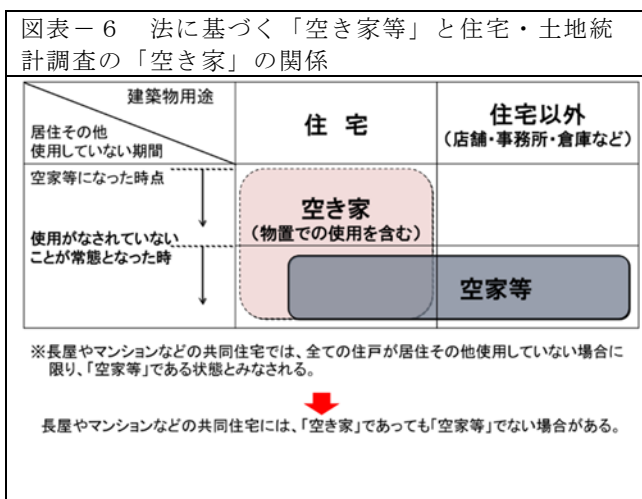 図表－６　法に基づく「空き家等」と住宅・土地統
計調査の「空き家」の関係
建築物用途
居住その他
使用していない期間
住 宅
住宅以外
（店舗・事務所・倉庫など）
空家等になった時点
使用がなされていない
ことが常態となった時
空き家
（物置での使用を含む）
空家等
※長屋やマンションなどの共同住宅では、全ての住戸が居住その他使用していない場合に
限り、「空家等」である状態とみなされる。
長屋やマンションなどの共同住宅には、「空き家」であっても「空家等」でない場合がある。